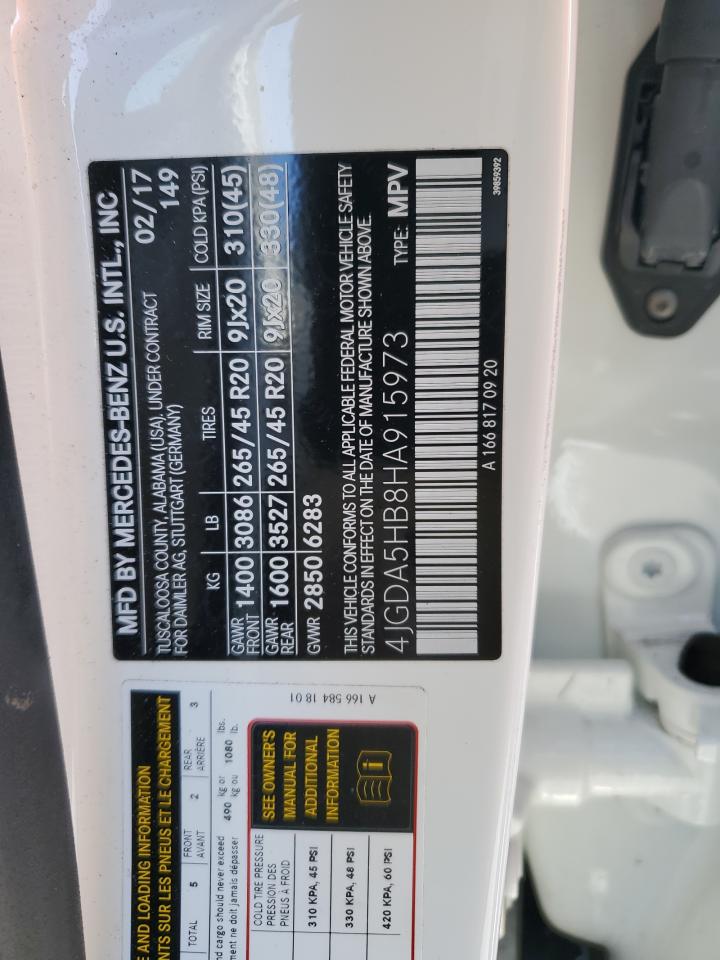 MFD BY MERCEDES-BENZ U.S. INTL., INC
TUSCALOOSA COUNTY, ALABAMA (USA), UNDER CONTRACT 02/17
FOR DAIMLER AG, STUTTGART (GERMANY) 149
KG LB TIRES RIM SIZE COLD KPA(PSI)
GAWR FRONT 1400 3086 265/45 R20 9Jx20 310(45)
GAWR REAR 1600 3527 265/45 R20 9Jx20 330(48)
GVWR 2850 6283
THIS VEHICLE CONFORMS TO ALL APPLICABLE FEDERAL MOTOR VEHICLE SAFETY
STANDARDS IN EFFECT ON THE DATE OF MANUFACTURE SHOWN ABOVE.
4JGDA5HB8HA915973 TYPE: MPV
A 166 817 09 20
39859392
E AND LOADING INFORMATION
ENTS SUR LES PNEUS ET LE CHARGEMENT
TOTAL 5 FRONT 2 REAR 3
AVANT ARRIÈRE
and cargo should never exceed 490 kg or 1080 lbs.
ment ne doit jamais dépasser kg ou lb.
COLD TIRE PRESSURE
PRESSION DES
PNEUS À FROID
310 KPA, 45 PSI
330 KPA, 48 PSI
420 KPA, 60 PSI
SEE OWNER'S
MANUAL FOR
ADDITIONAL
INFORMATION
A 166 584 18 01